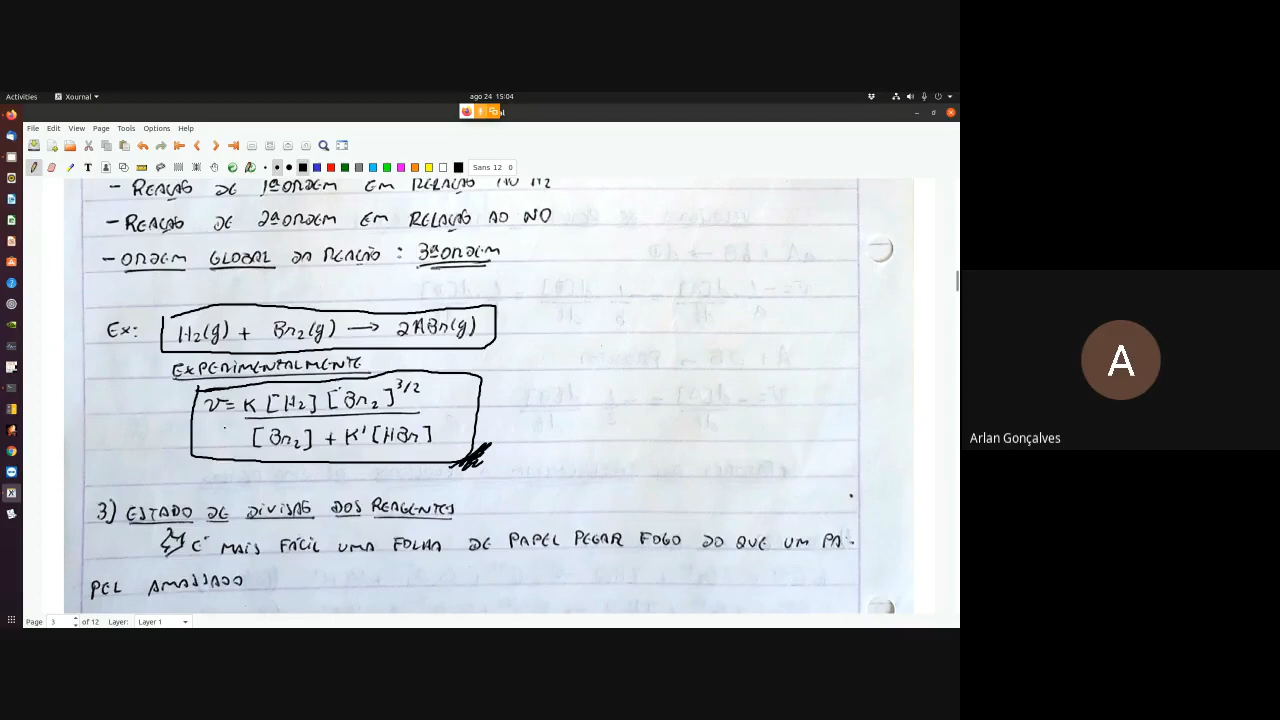 Activities Xournal ago 24 15:04
File Edit View Page Tools Options Help
Sans 12 0
- REAÇÃO DE 1ª ORDEM EM RELAÇÃO AO H2
- REAÇÃO DE 2ª ORDEM EM RELAÇÃO AO NO
- ORDEM GLOBAL DA REAÇÃO : 3ª ORDEM
Ex: H2(g) + Br2(g) → 2HBr(g)
EXPERIMENTALMENTE
v = K [H2] [Br2]^3/2
[Br2] + K' [HBr]
3) ESTADO DE DIVISÃO DOS REAGENTES
É MAIS FÁCIL UMA FOLHA DE PAPEL PEGAR FOGO DO QUE UM PA-
PEL AMASSADO
Page 3 of 12 Layer: Layer 1
A
Arlan Gonçalves